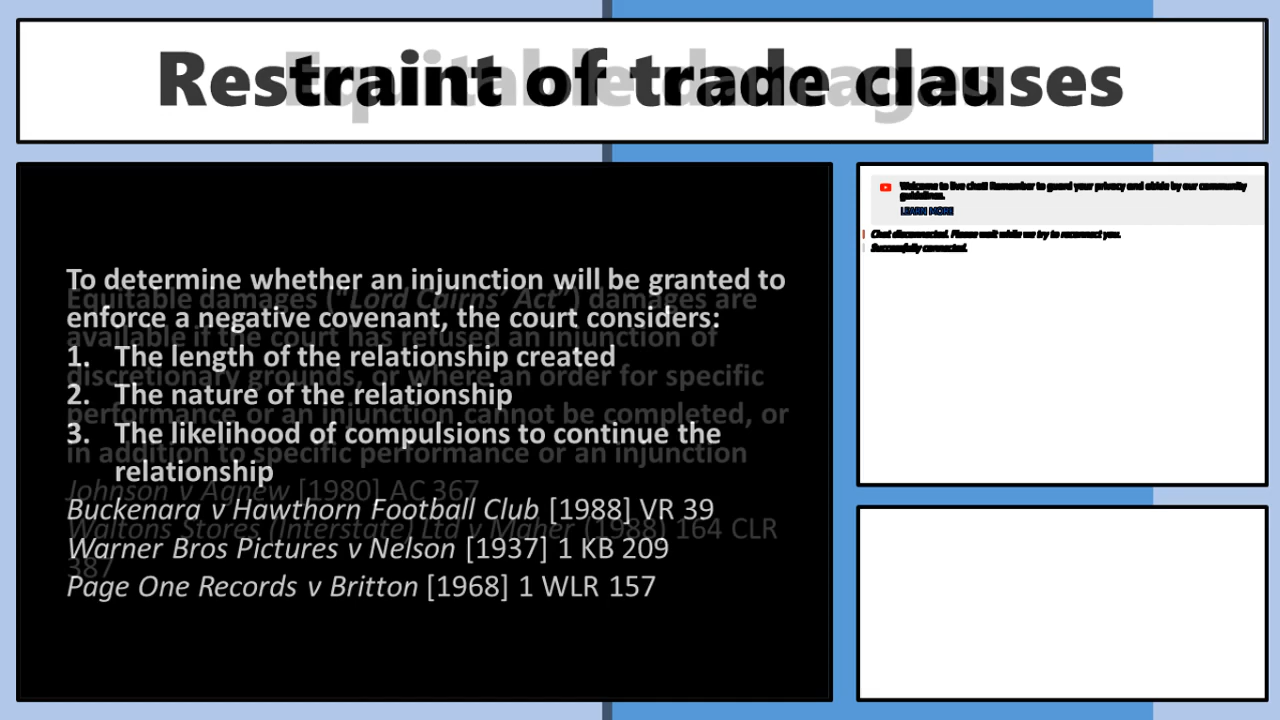 Restraint of trade clauses
Equitable damages
To determine whether an injunction will be granted to
enforce a negative covenant, the court considers:
1. The length of the relationship created
2. The nature of the relationship
3. The likelihood of compulsions to continue the
relationship
Buckenara v Hawthorn Football Club [1988] VR 39
Warner Bros Pictures v Nelson [1937] 1 KB 209
Page One Records v Britton [1968] 1 WLR 157
Equitable damages ("Lord Cairns' Act") damages are
available if the court has refused an injunction of
discretionary grounds, or where an order for specific
performance or an injunction cannot be completed, or
in addition to specific performance or an injunction
Johnson v Agnew [1980] AC 367
Waltons Stores (Interstate) Ltd v Maher (1988) 164 CLR
387
Welcome to live chat! Remember to guard your privacy and abide by our community
guidelines.
LEARN MORE
Chat disconnected. Please wait while we try to reconnect you.
Successfully connected.